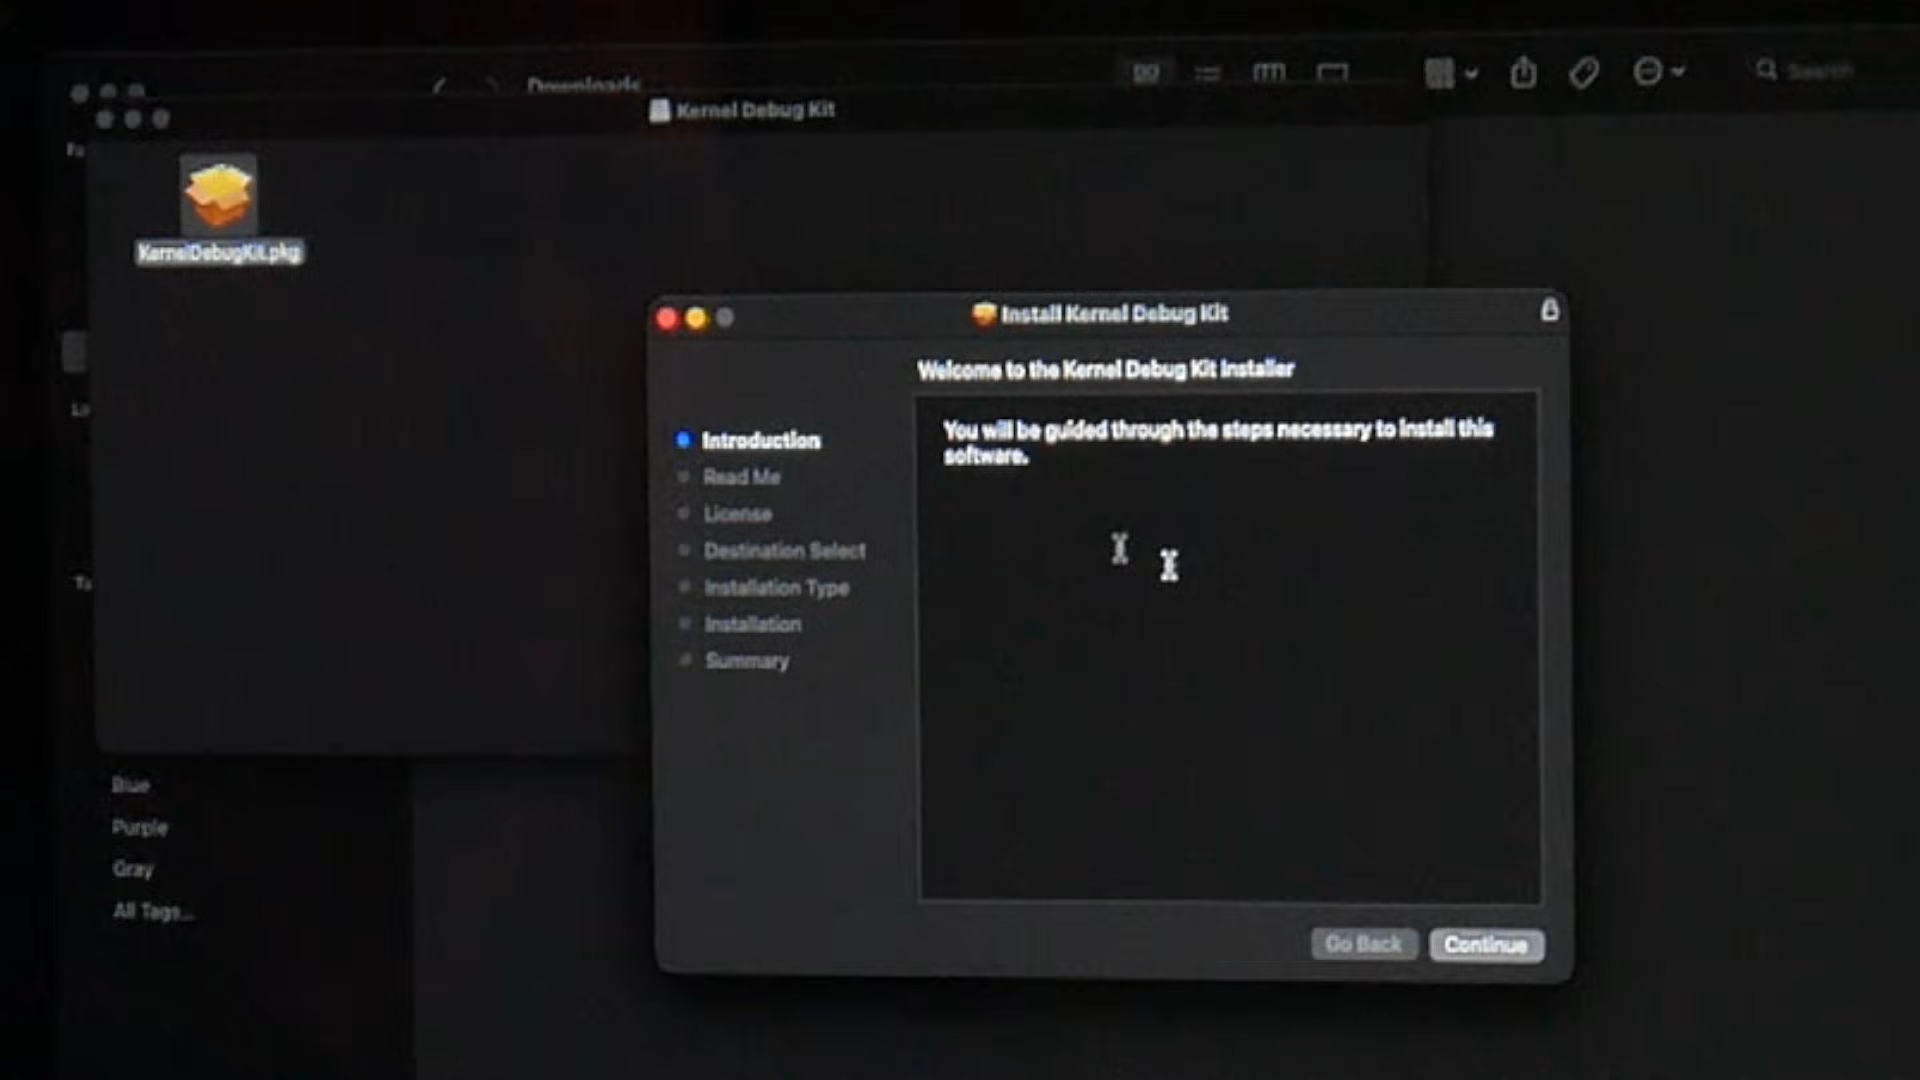 Downloads
Search
Kernel Debug Kit
KernelDebugKit.pkg
Install Kernel Debug Kit
Welcome to the Kernel Debug Kit Installer
You will be guided through the steps necessary to install this
software.
Introduction
Read Me
License
Destination Select
Installation Type
Installation
Summary
Blue
Purple
Gray
All Tags...
Go Back
Continue